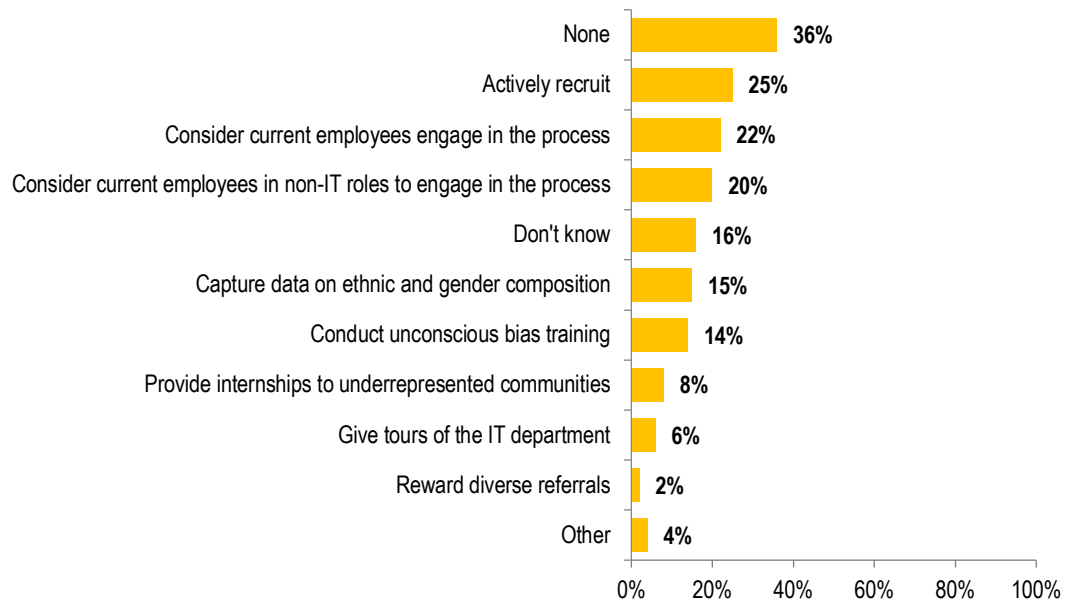 None 36%
Actively recruit 25%
Consider current employees engage in the process 22%
Consider current employees in non-IT roles to engage in the process 20%
Don't know 16%
Capture data on ethnic and gender composition 15%
Conduct unconscious bias training 14%
Provide internships to underrepresented communities 8%
Give tours of the IT department 6%
Reward diverse referrals 2%
Other 4%
0% 20% 40% 60% 80% 100%